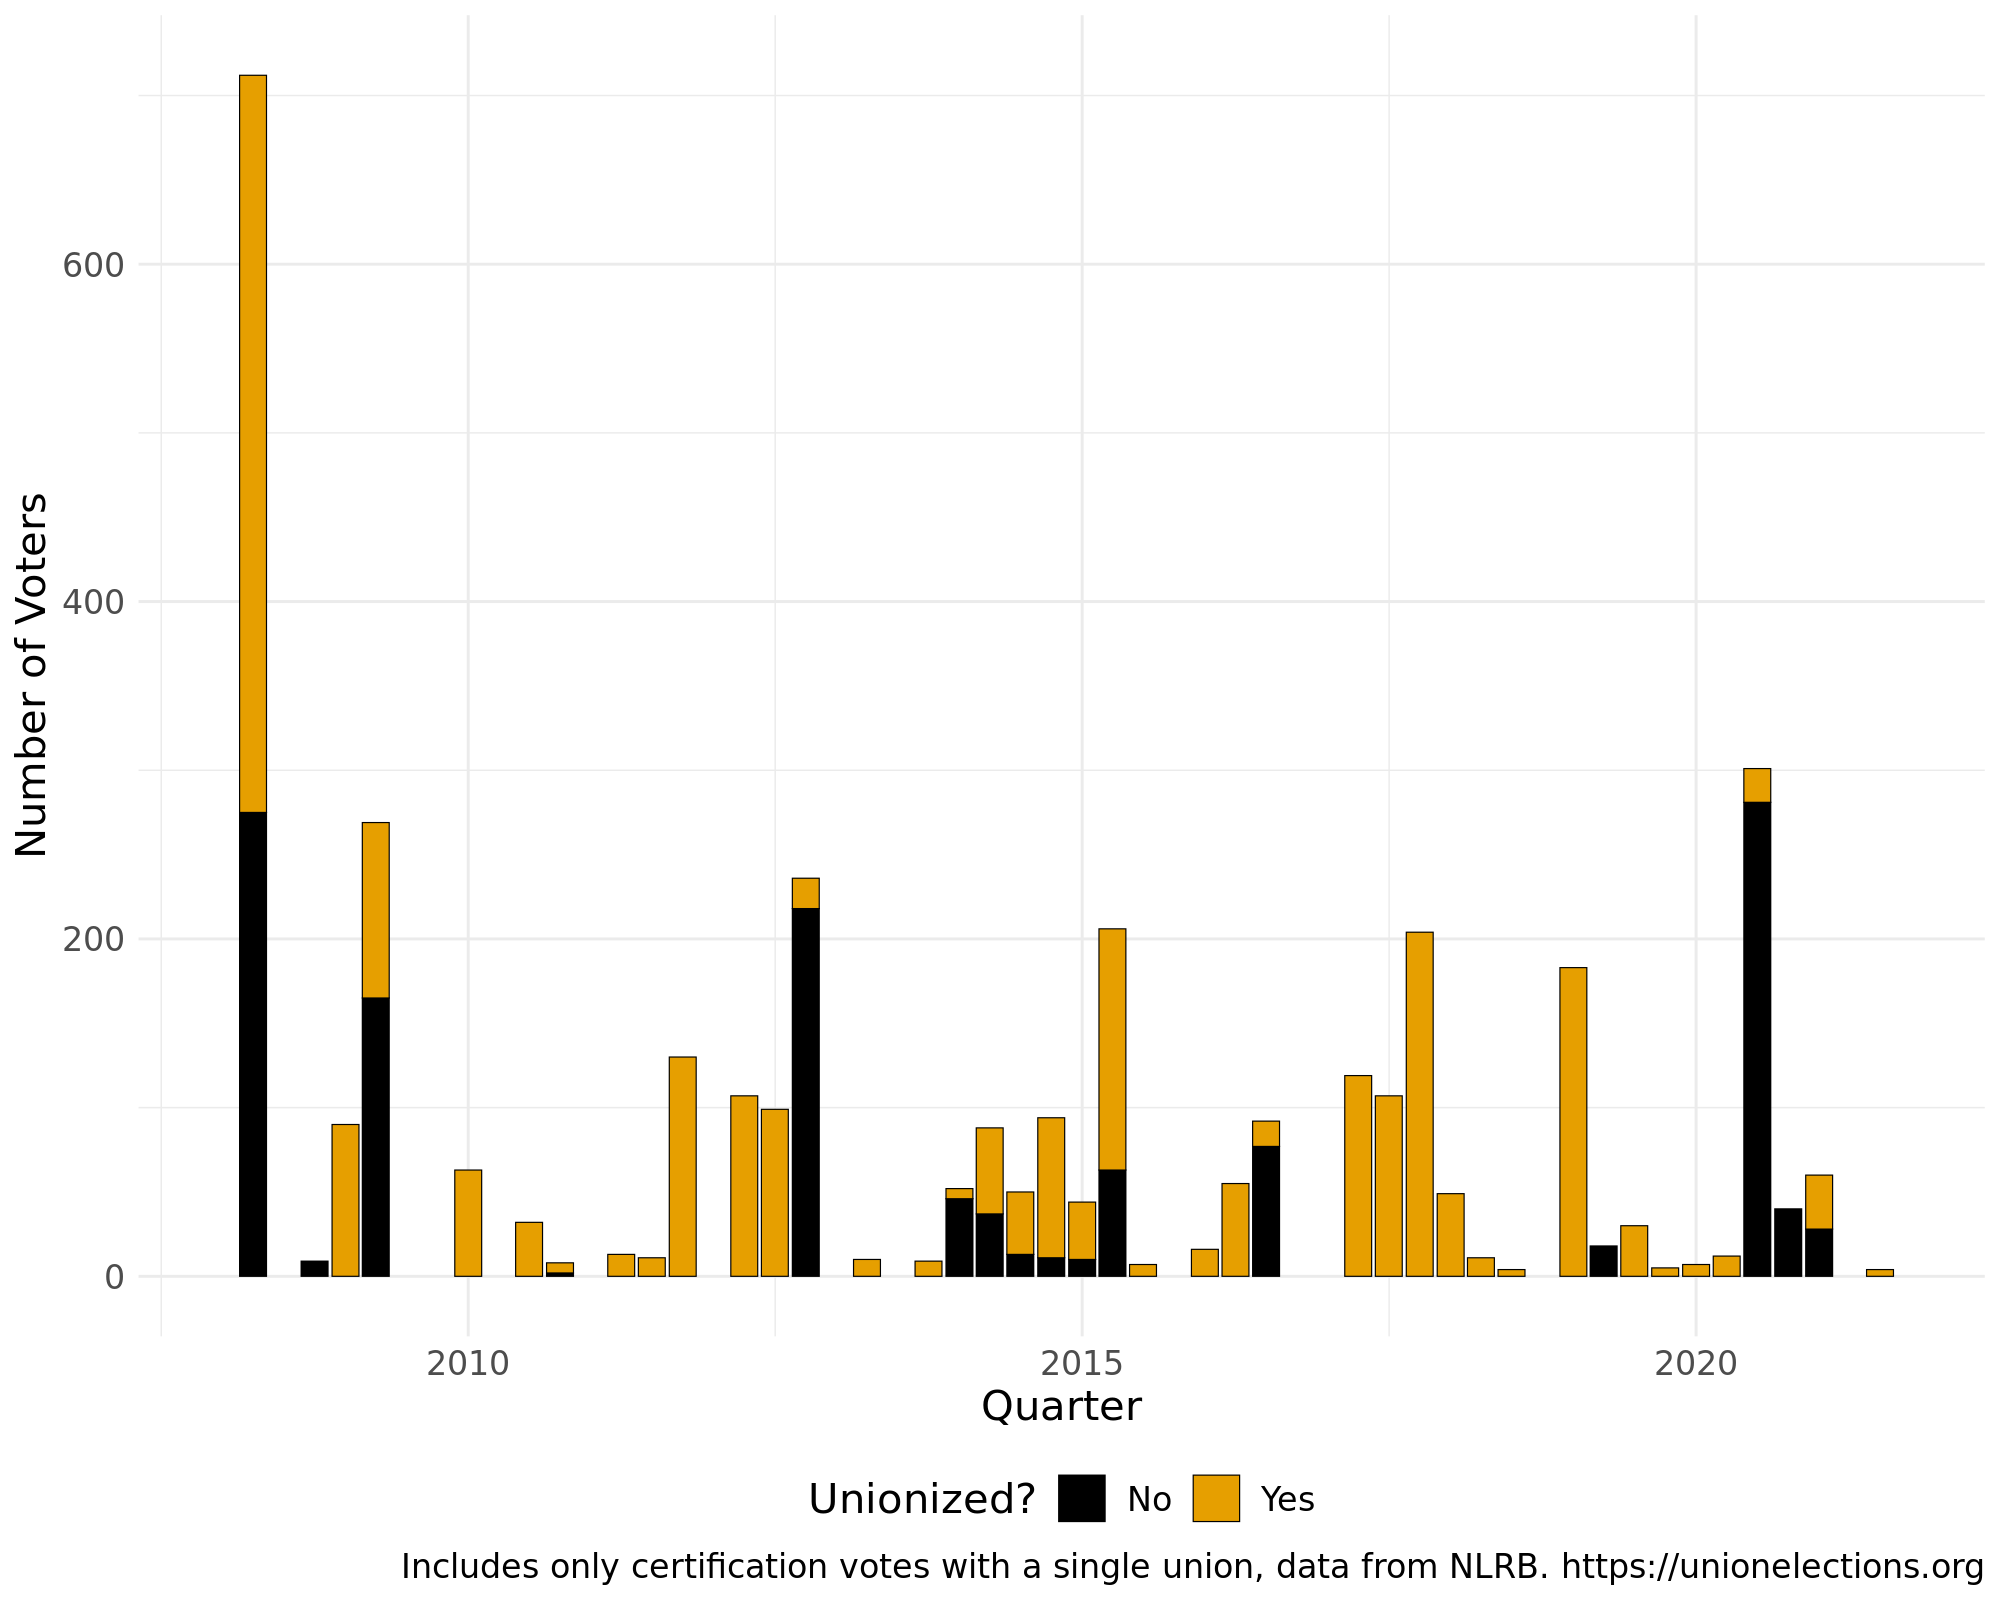 600
400
200
0
Number of Voters
2010 2015 2020
Quarter
Unionized? No Yes
Includes only certification votes with a single union, data from NLRB. https://unionelections.org